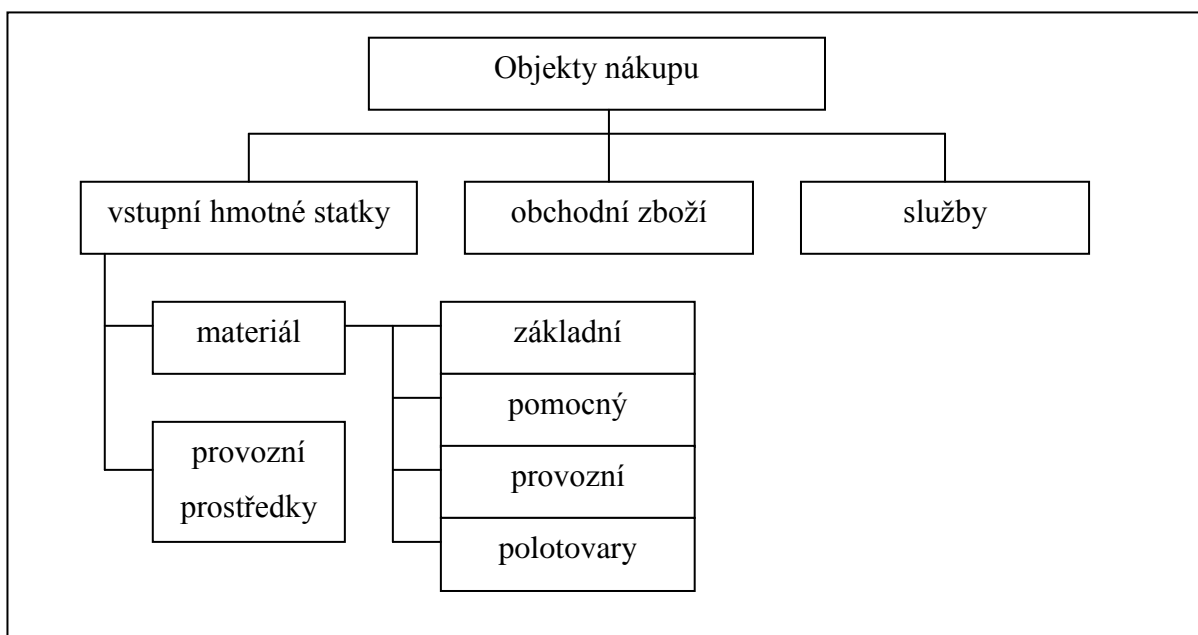 Objekty nákupu
vstupní hmotné statky
obchodní zboží
služby
materiál
základní
pomocný
provozní
prostředky
provozní
polotovary